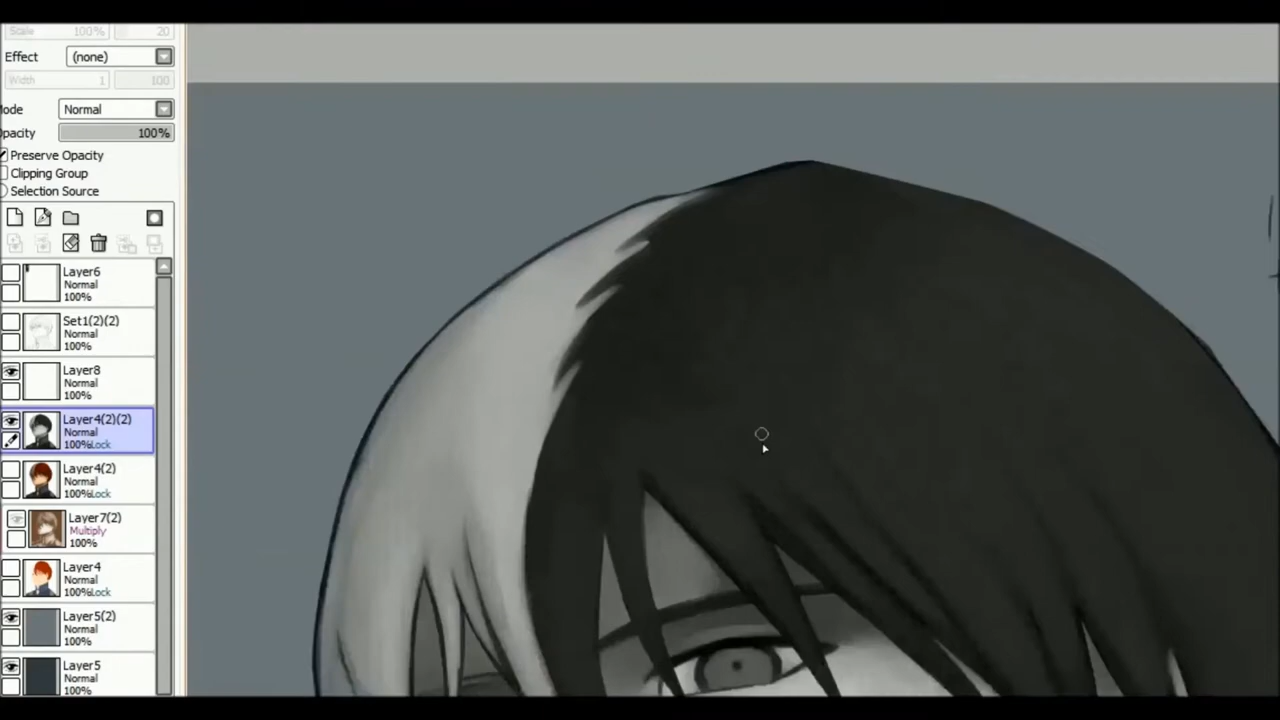 Scale 100% 20
Effect (none)
Width 1 100
Mode Normal
Opacity 100%
Preserve Opacity
Clipping Group
Selection Source
Layer6
Normal
100%
Set1(2)(2)
Normal
100%
Layer8
Normal
100%
Layer4(2)(2)
Normal
100%Lock
Layer4(2)
Normal
100%Lock
Layer7(2)
Multiply
100%
Layer4
Normal
100%Lock
Layer5(2)
Normal
100%
Layer5
Normal
100%